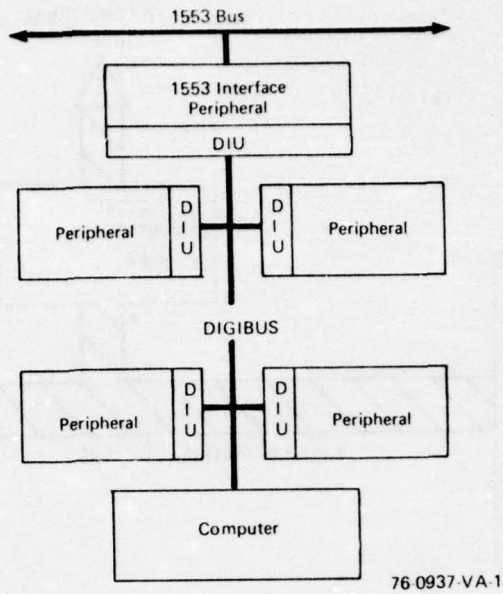 1553 Bus
1553 Interface
Peripheral
DIU
Peripheral
D
I
U
D
I
U
Peripheral
DIGIBUS
Peripheral
D
I
U
D
I
U
Peripheral
Computer
76-0937-VA-1